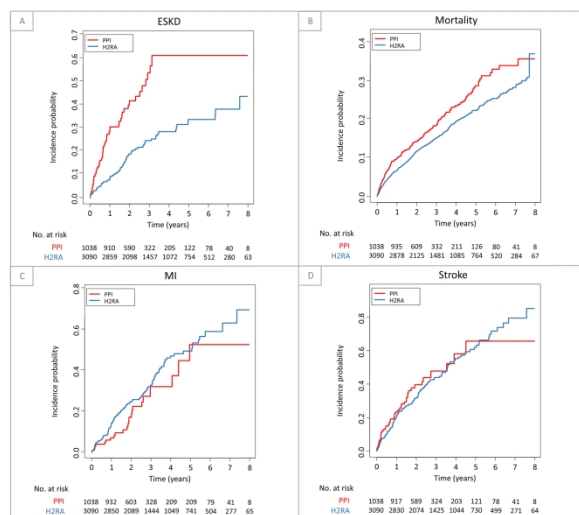 A
ESKD
PPI
H2RA
Incidence probability
0.0 0.1 0.2 0.3 0.4 0.5 0.6 0.7
0 1 2 3 4 5 6 7 8
Time (years)
No. at risk
PPI 1038 910 590 322 205 122 78 40 8
H2RA 3090 2859 2098 1457 1072 754 512 280 63
B
Mortality
PPI
H2RA
Incidence probability
0.0 0.1 0.2 0.3 0.4
0 1 2 3 4 5 6 7 8
Time (years)
No. at risk
PPI 1038 935 609 332 211 126 80 41 8
H2RA 3090 2878 2125 1481 1085 764 520 284 67
C
MI
PPI
H2RA
Incidence probability
0.0 0.2 0.4 0.6 0.8
0 1 2 3 4 5 6 7 8
Time (years)
No. at risk
PPI 1038 932 603 328 209 209 79 41 8
H2RA 3090 2850 2089 1444 1049 741 504 277 65
D
Stroke
PPI
H2RA
Incidence probability
0.0 0.2 0.4 0.6 0.8 1.0
0 1 2 3 4 5 6 7 8
Time (years)
No. at risk
PPI 1038 917 589 324 203 121 78 41 8
H2RA 3090 2830 2074 1425 1044 730 499 271 64